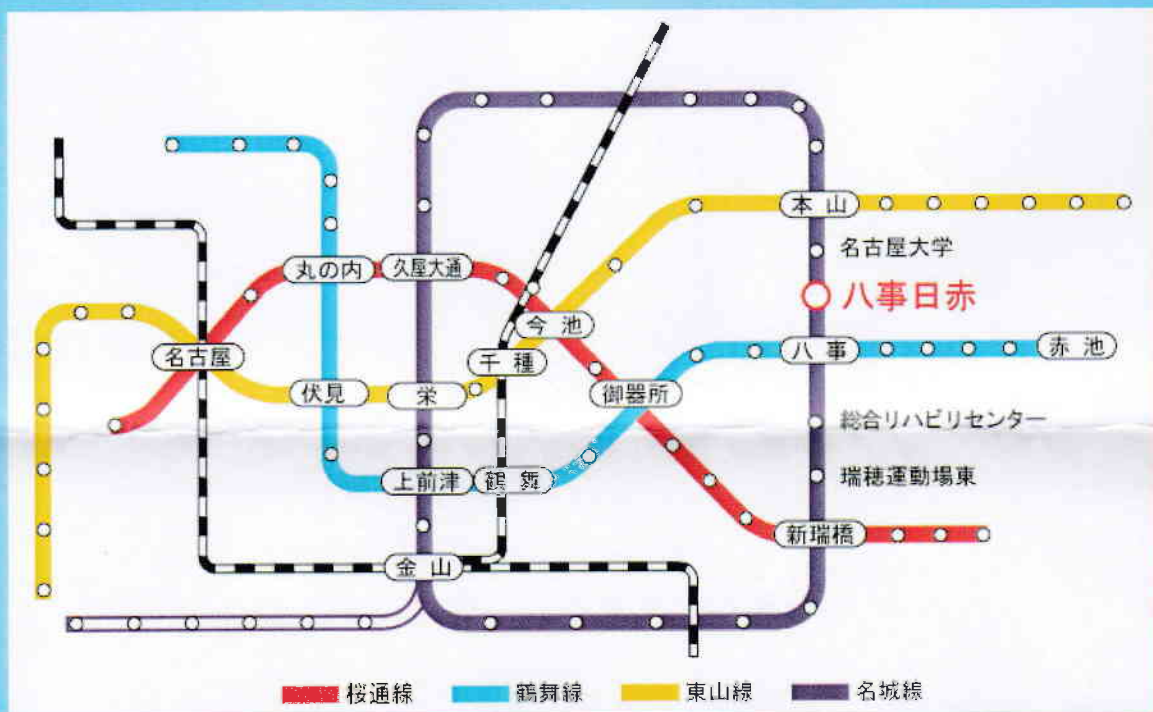 本山
名古屋大学
丸の内
久屋大通
八事日赤
今池
名古屋
千種
八事
赤池
伏見
栄
御器所
総合リハビリセンター
上前津
鶴舞
瑞穂運動場東
新瑞橋
金山
桜通線
鶴舞線
東山線
名城線